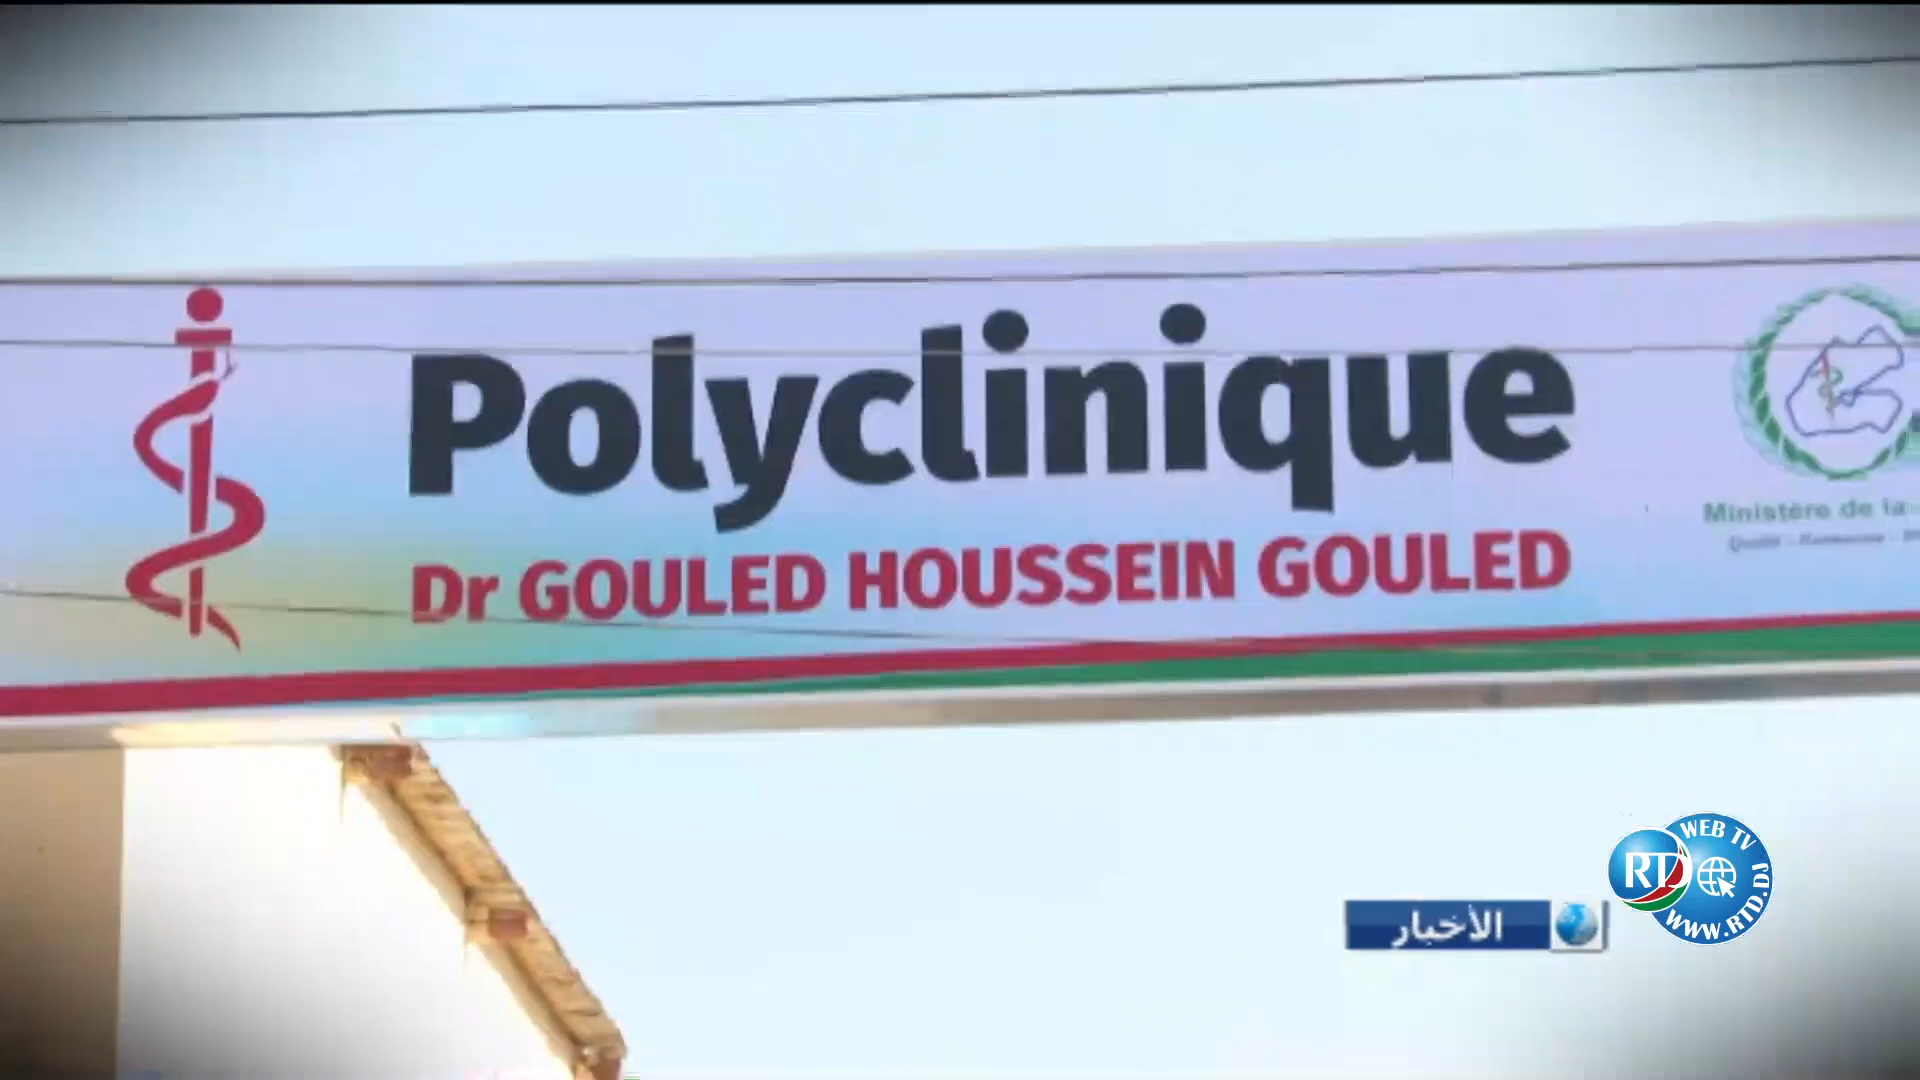 Polyclinique
Dr GOULED HOUSSEIN GOULED
Ministère de la
WEB TV
RTD
WWW.RTD.DJ
الأخبار